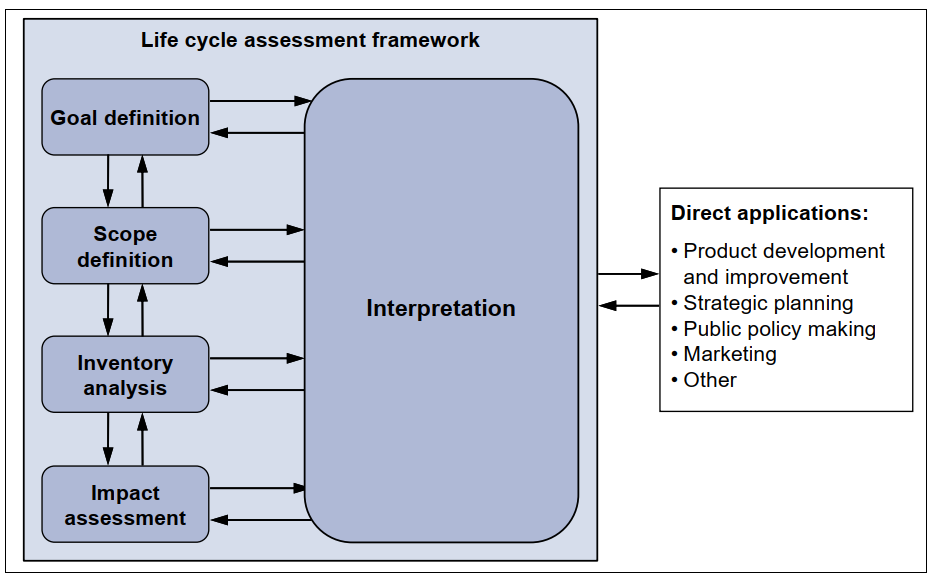 Life cycle assessment framework
Goal definition
Scope
definition
Inventory
analysis
Impact
assessment
Interpretation
Direct applications:
• Product development
and improvement
• Strategic planning
• Public policy making
• Marketing
• Other